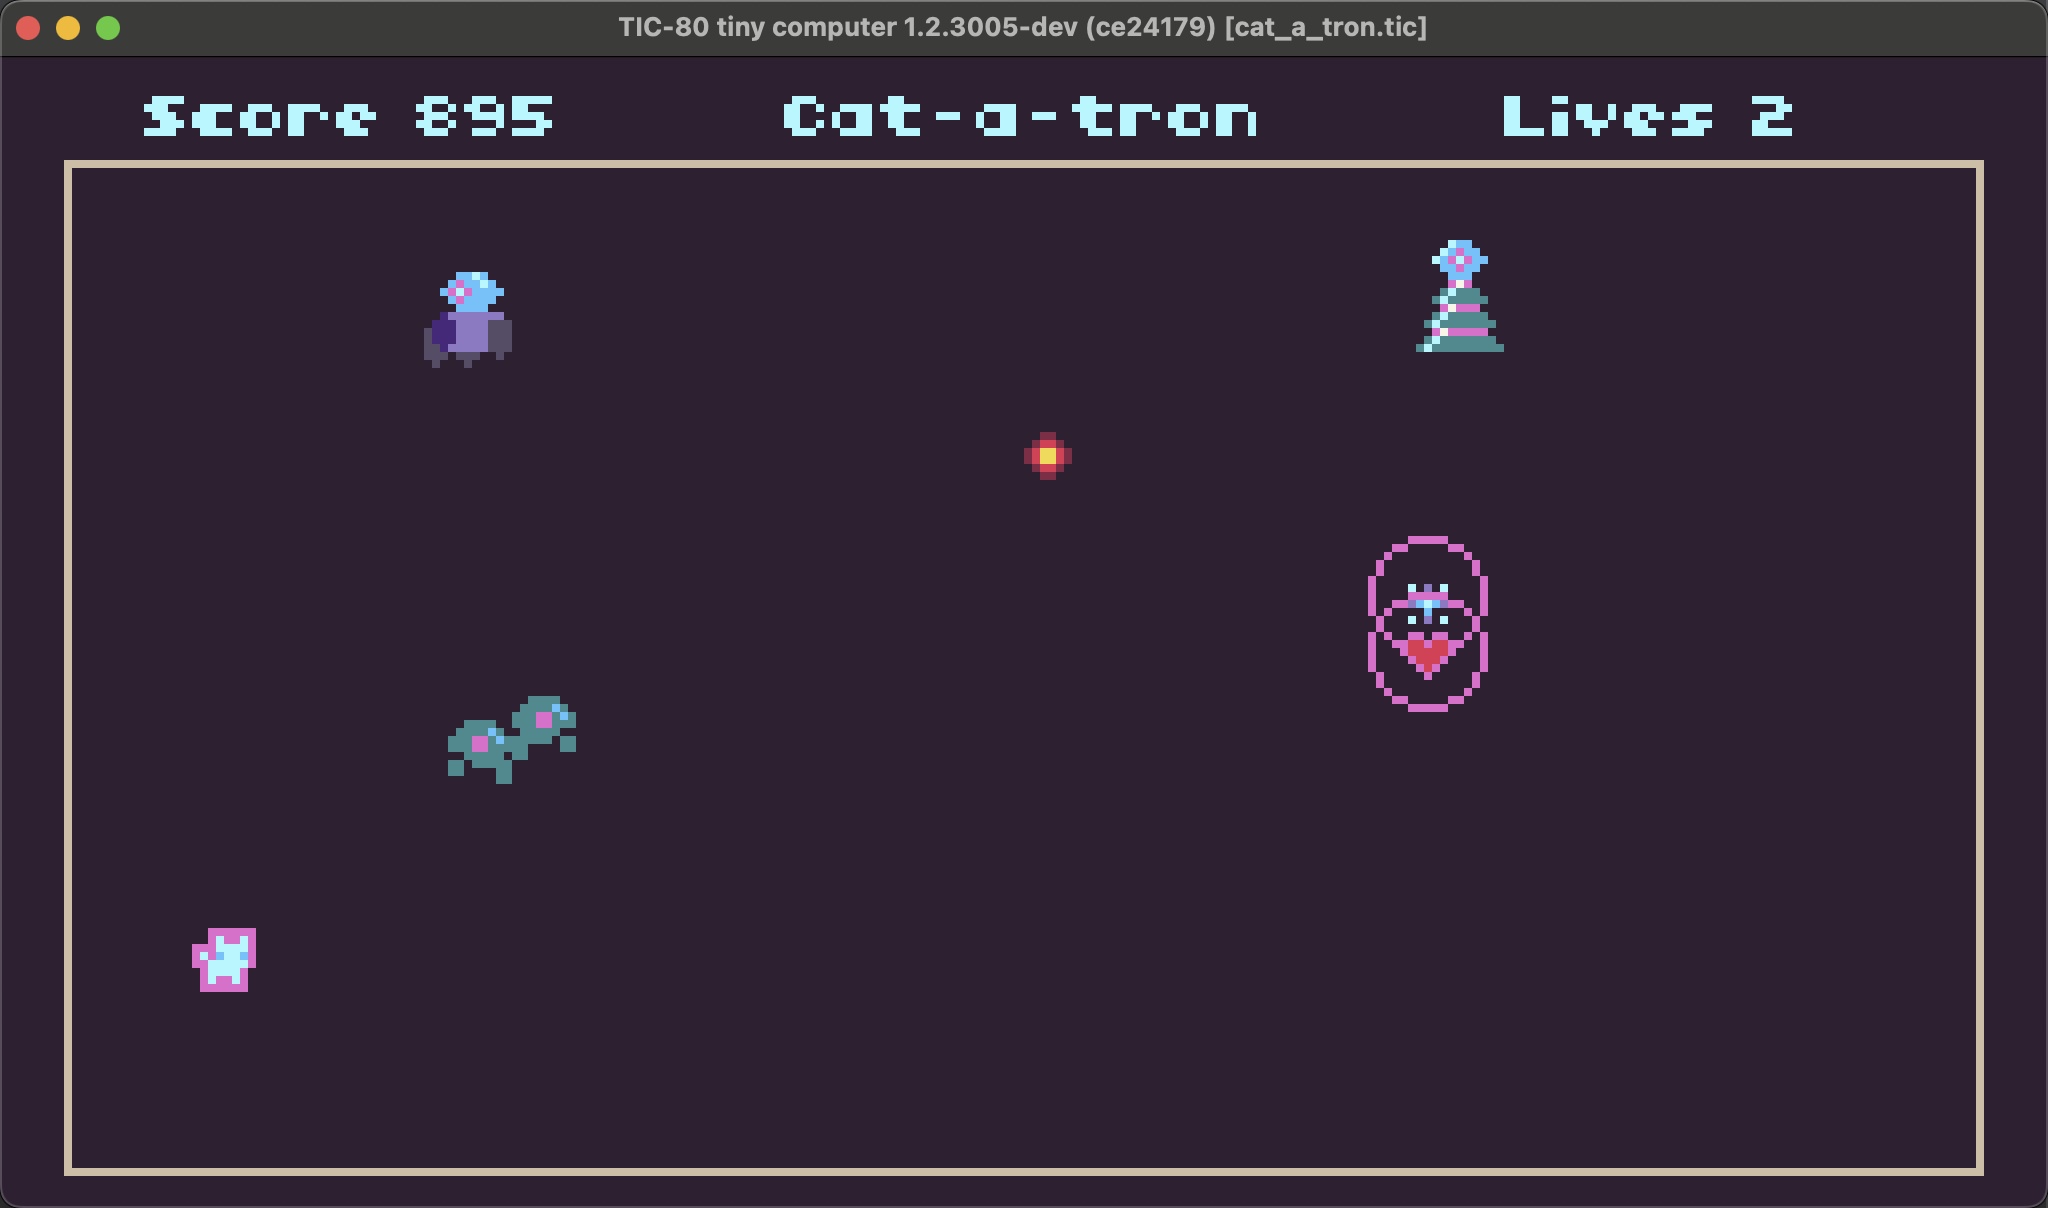 TIC-80 tiny computer 1.2.3005-dev (ce24179) [cat_a_tron.tic]
Score 895 Cat-a-tron Lives 2